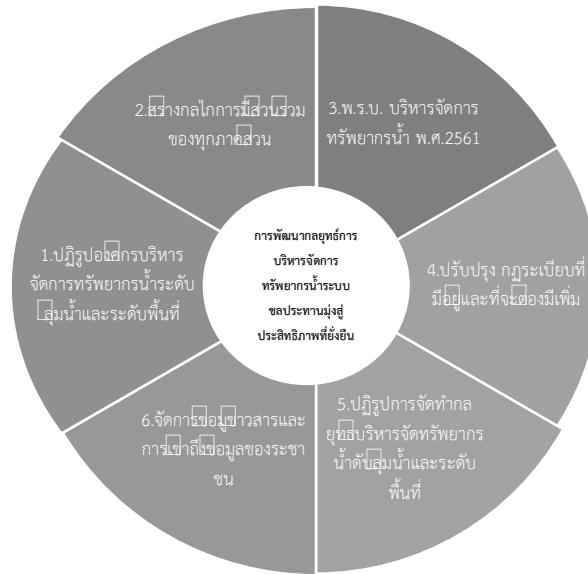 การพัฒนากลยุทธ์การ
บริหารจัดการ
ทรัพยากรน้ำระบบ
ชลประทานมุ่งสู่
ประสิทธิภาพที่ยั่งยืน
1.ปฏิรูปองคกรบริหาร
จัดการทรัพยากรน้ำระดับ
ลุมน้ำและระดับพื้นที่
2.สรางกลไกการมีสวนรวม
ของทุกภาคสวน
3.พ.ร.บ. บริหารจัดการ
ทรัพยากรน้ำ พ.ศ.2561
4.ปรับปรุง กฏระเบียบที่
มีอยูและที่จะตองมีเพิ่ม
5.ปฏิรูปการจัดทำกล
ยุทธบริหารจัดทรัพยากร
น้ำดับลุมน้ำและระดับ
พื้นที่
6.จัดการขอมูขาวสารและ
การเขาถึงขอมูลของระชา
ชน